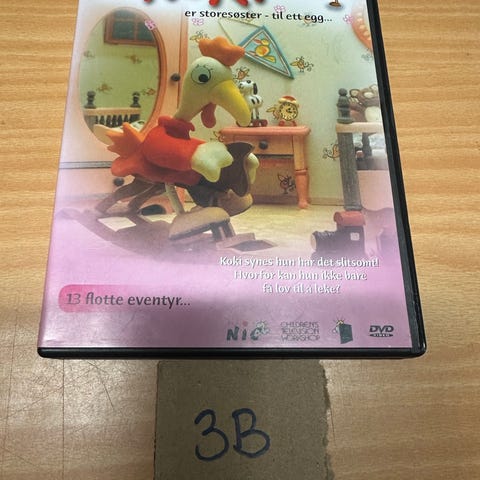 er storesøster - til ett egg...
Koki synes hun har det slitsomt!
Hvorfor kan hun ikke bare
få lov til å leke?
13 flotte eventyr...
NIC
CHILDREN'S
TELEVISION
WORKSHOP
DVD
VIDEO
3B